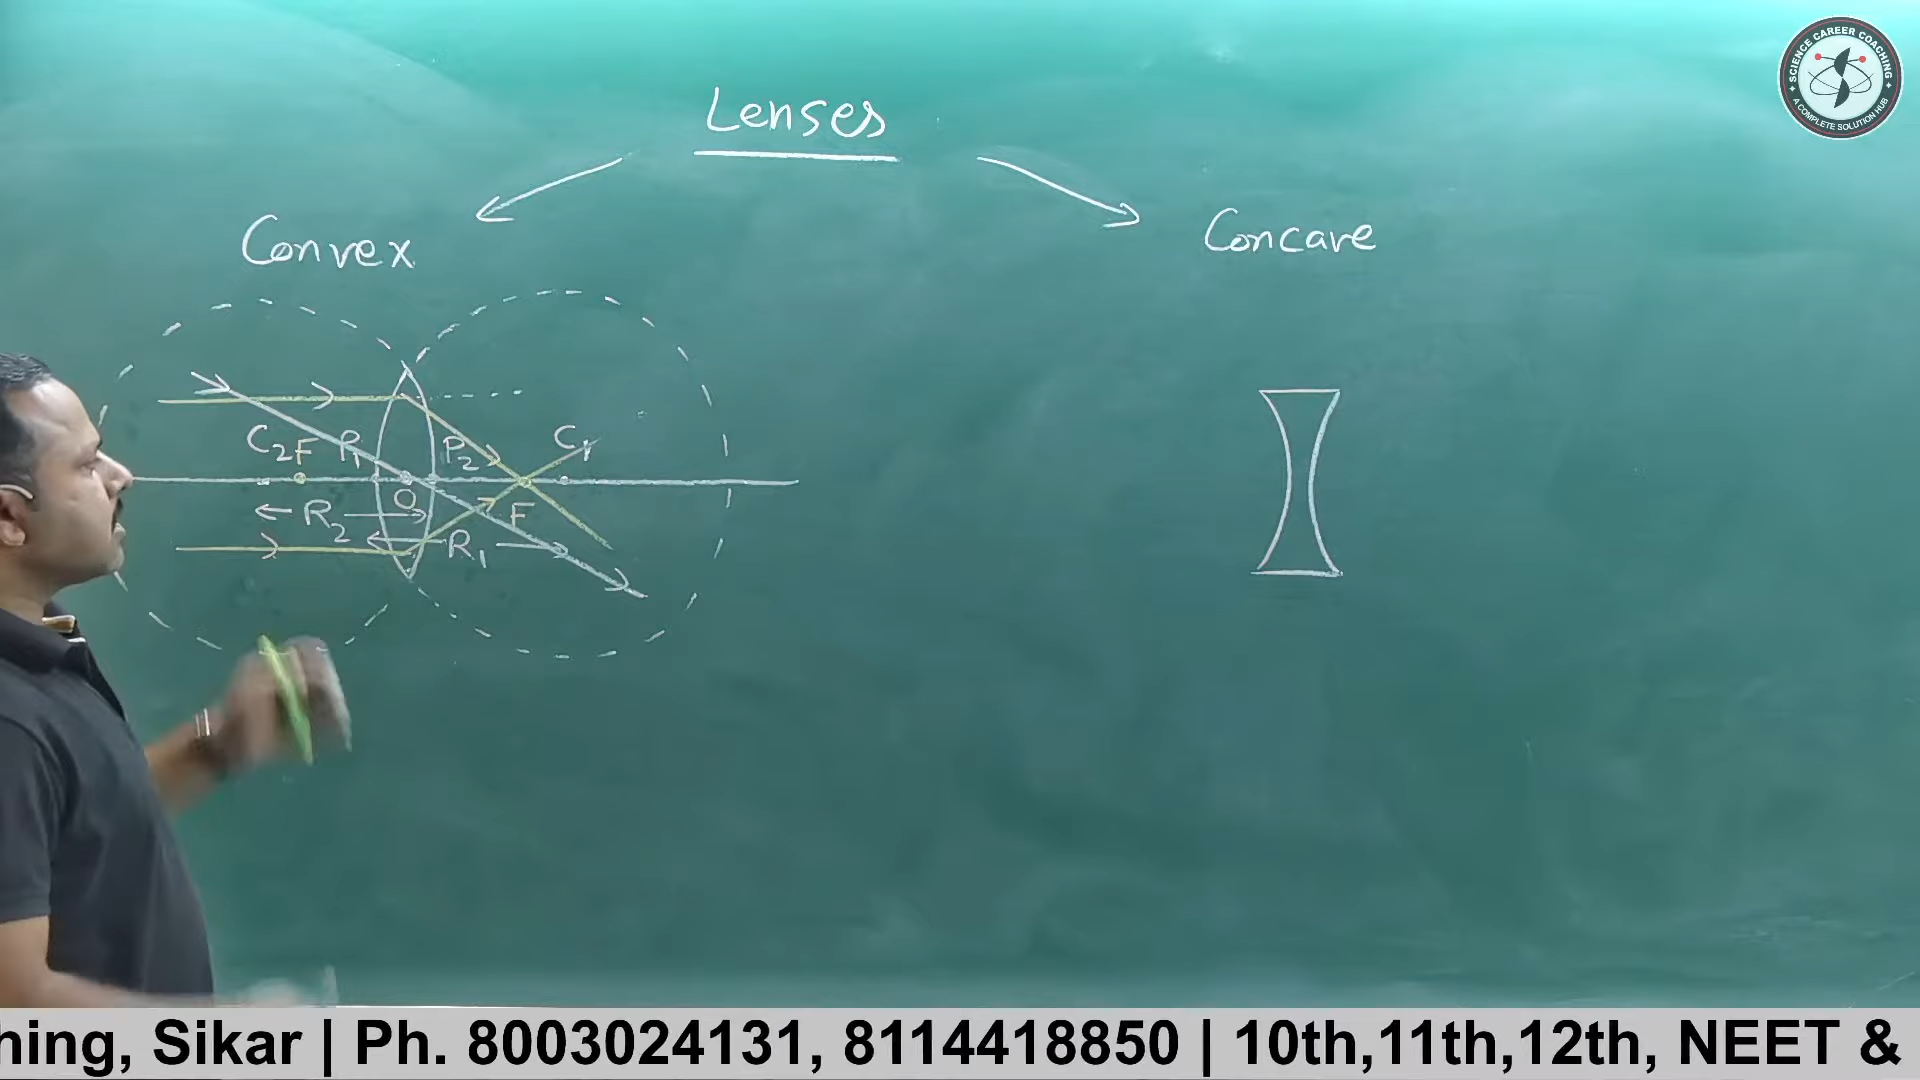 Lenses
Convex
Concave
C2 F P1 P2 C1
O
R2 F
R1
SCIENCE CAREER COACHING
A COMPLETE SOLUTION HUB
hing, Sikar | Ph. 8003024131, 8114418850 | 10th,11th,12th, NEET &